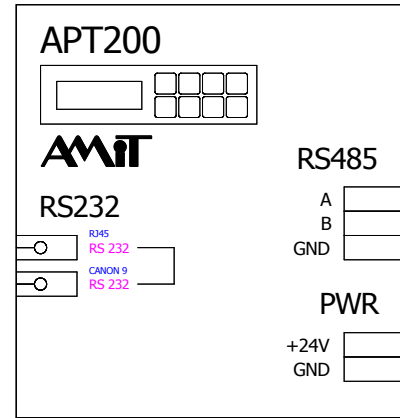 APT200
AMiT
RS485
RS232
A
B
GND
RJ45
RS 232
CANON 9
RS 232
PWR
+24V
GND